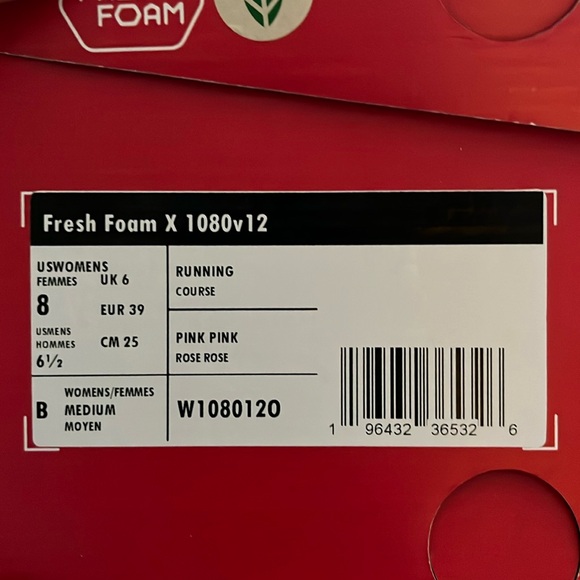 FOAM
Fresh Foam X 1080v12
USWOMENS
FEMMES
8
UK 6
EUR 39
CM 25
USMENS
HOMMES
6½
RUNNING
COURSE
PINK PINK
ROSE ROSE
B
WOMENS/FEMMES
MEDIUM
MOYEN
W108012O
1 96432 36532 6